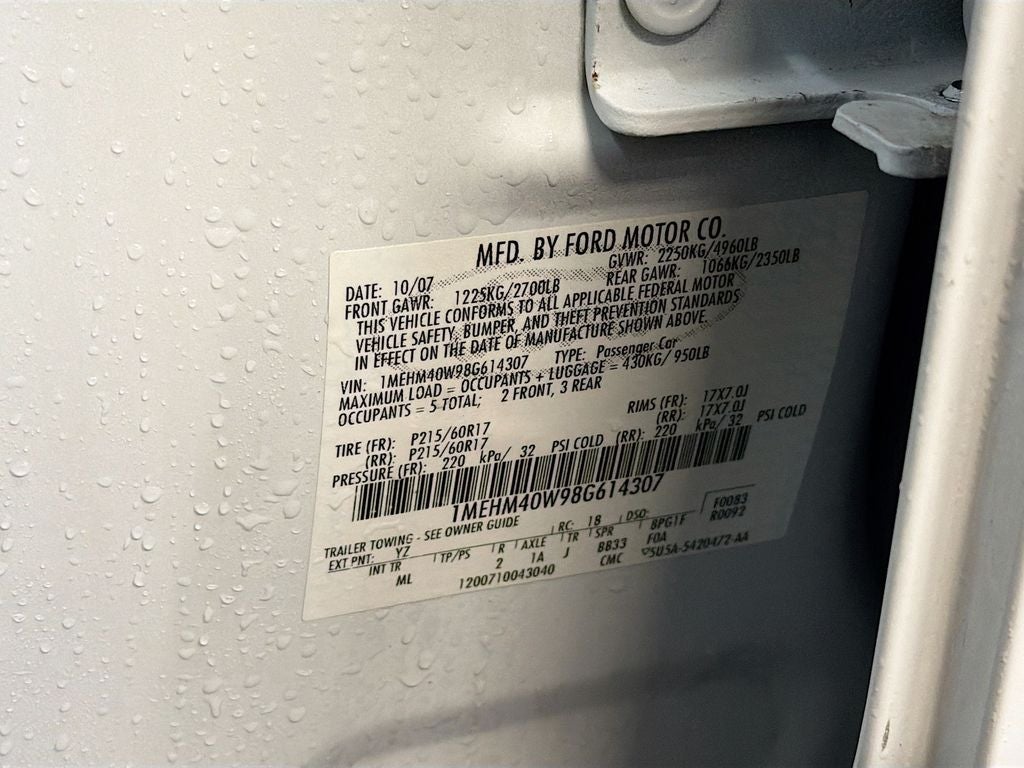 MFD. BY FORD MOTOR CO.
DATE: 10/07 GVWR: 2250KG/4960LB
FRONT GAWR: 1225KG/2700LB REAR GAWR: 1066KG/2350LB
THIS VEHICLE CONFORMS TO ALL APPLICABLE FEDERAL MOTOR
VEHICLE SAFETY, BUMPER, AND THEFT PREVENTION STANDARDS
IN EFFECT ON THE DATE OF MANUFACTURE SHOWN ABOVE.
VIN: 1MEHM40W98G614307 TYPE: Passenger Car
MAXIMUM LOAD = OCCUPANTS + LUGGAGE = 430KG/ 950LB
OCCUPANTS = 5 TOTAL; 2 FRONT, 3 REAR
TIRE (FR): P215/60R17 RIMS (FR): 17X7.0J
(RR): P215/60R17 (RR): 17X7.0J
PRESSURE (FR): 220 kPa/ 32 PSI COLD (RR): 220 kPa/ 32 PSI COLD
1MEHM40W98G614307
TRAILER TOWING - SEE OWNER GUIDE F0083
EXT PNT: YZ RC: 18 DSO: R0092
INT TR TP/PS R AXLE TR SPR 8PG1F
ML 2 1A J BB33 F0A
1200710043040 CMC 5U5A-5420472-AA